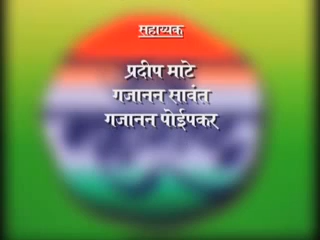 सहाय्यक
प्रदीप माटे
गजानन सावंत
गजानन पोईपकर